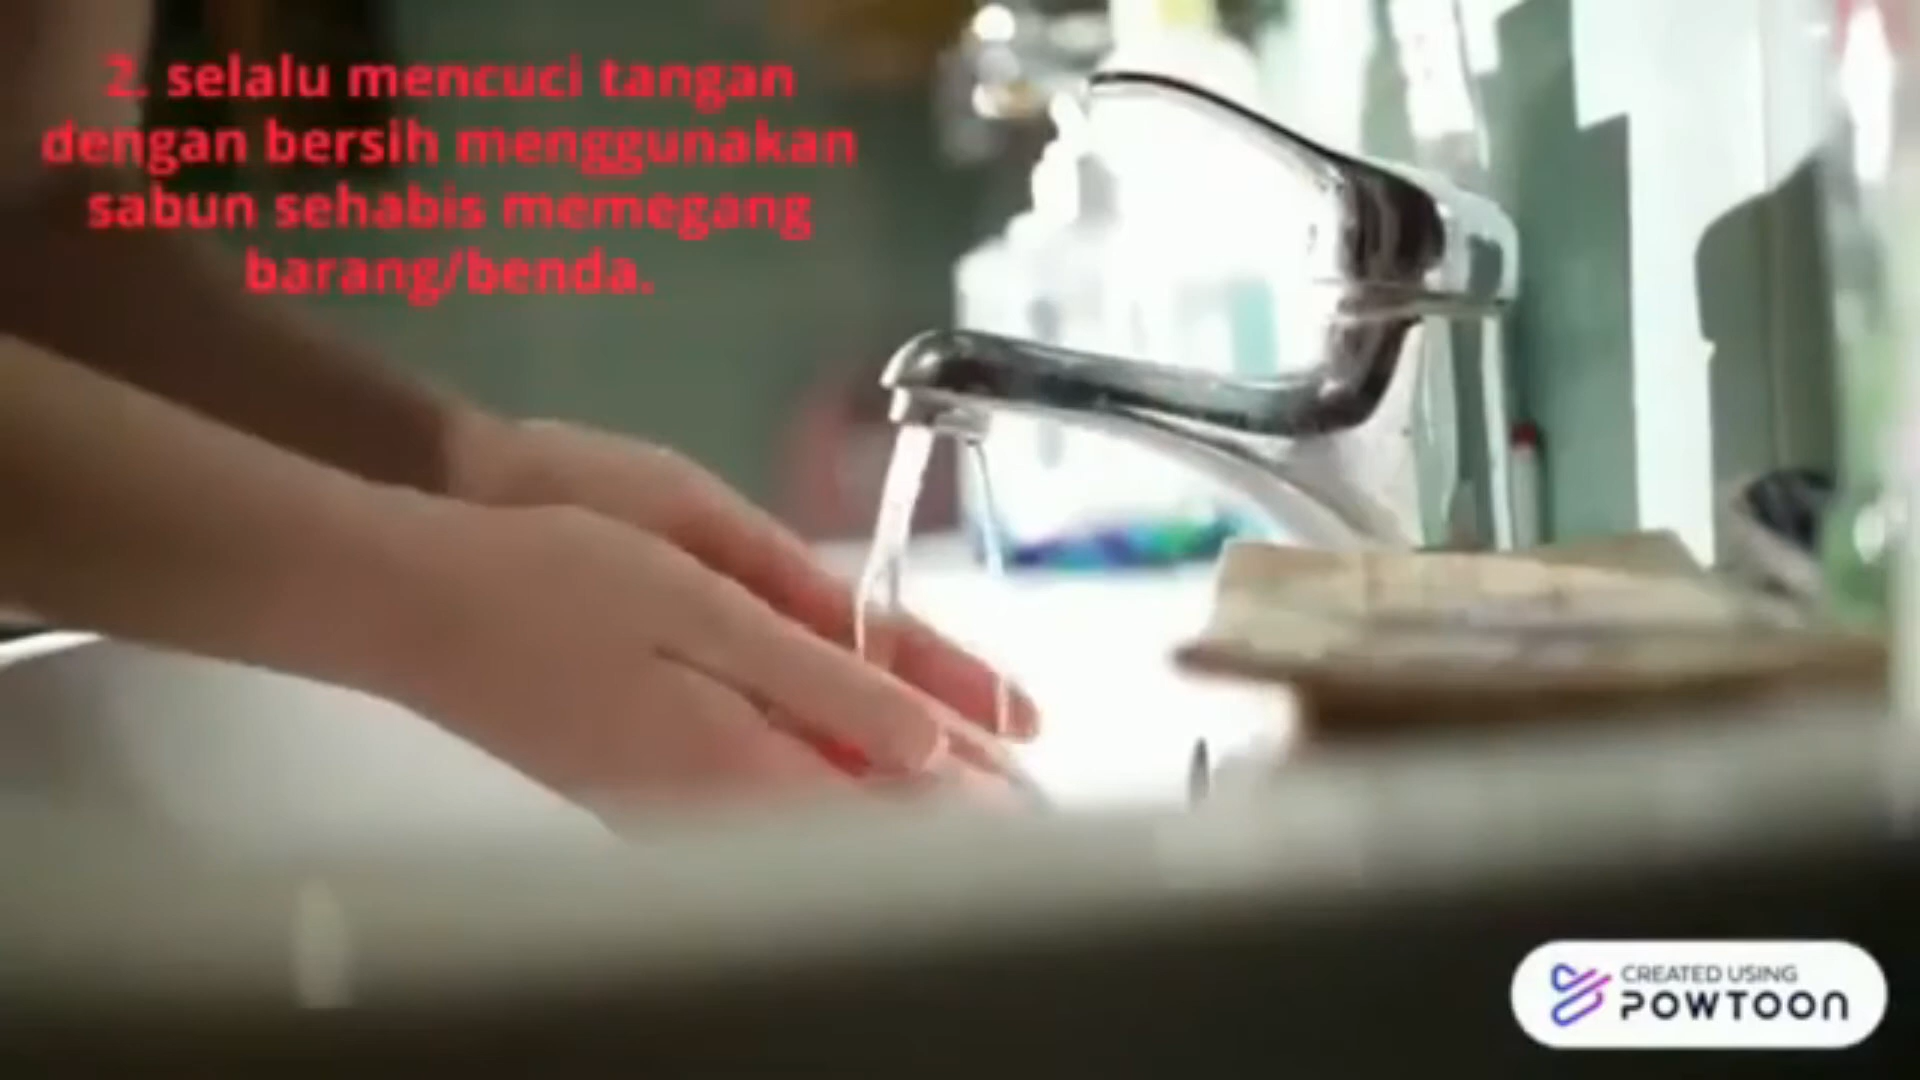 2. selalu mencuci tangan
dengan bersih menggunakan
sabun sehabis memegang
barang/benda.
CREATED USING
POWTOON